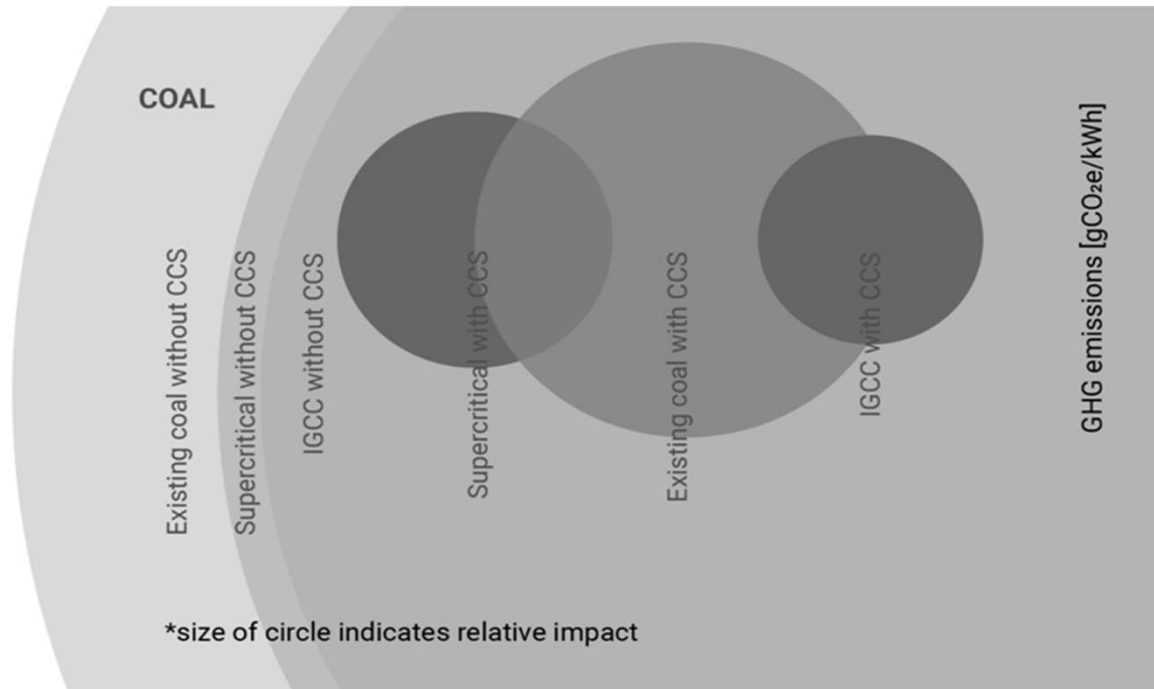 COAL
Existing coal without CCS
Supercritical without CCS
IGCC without CCS
Supercritical with CCS
Existing coal with CCS
IGCC with CCS
GHG emissions [gCO₂e/kWh]
*size of circle indicates relative impact